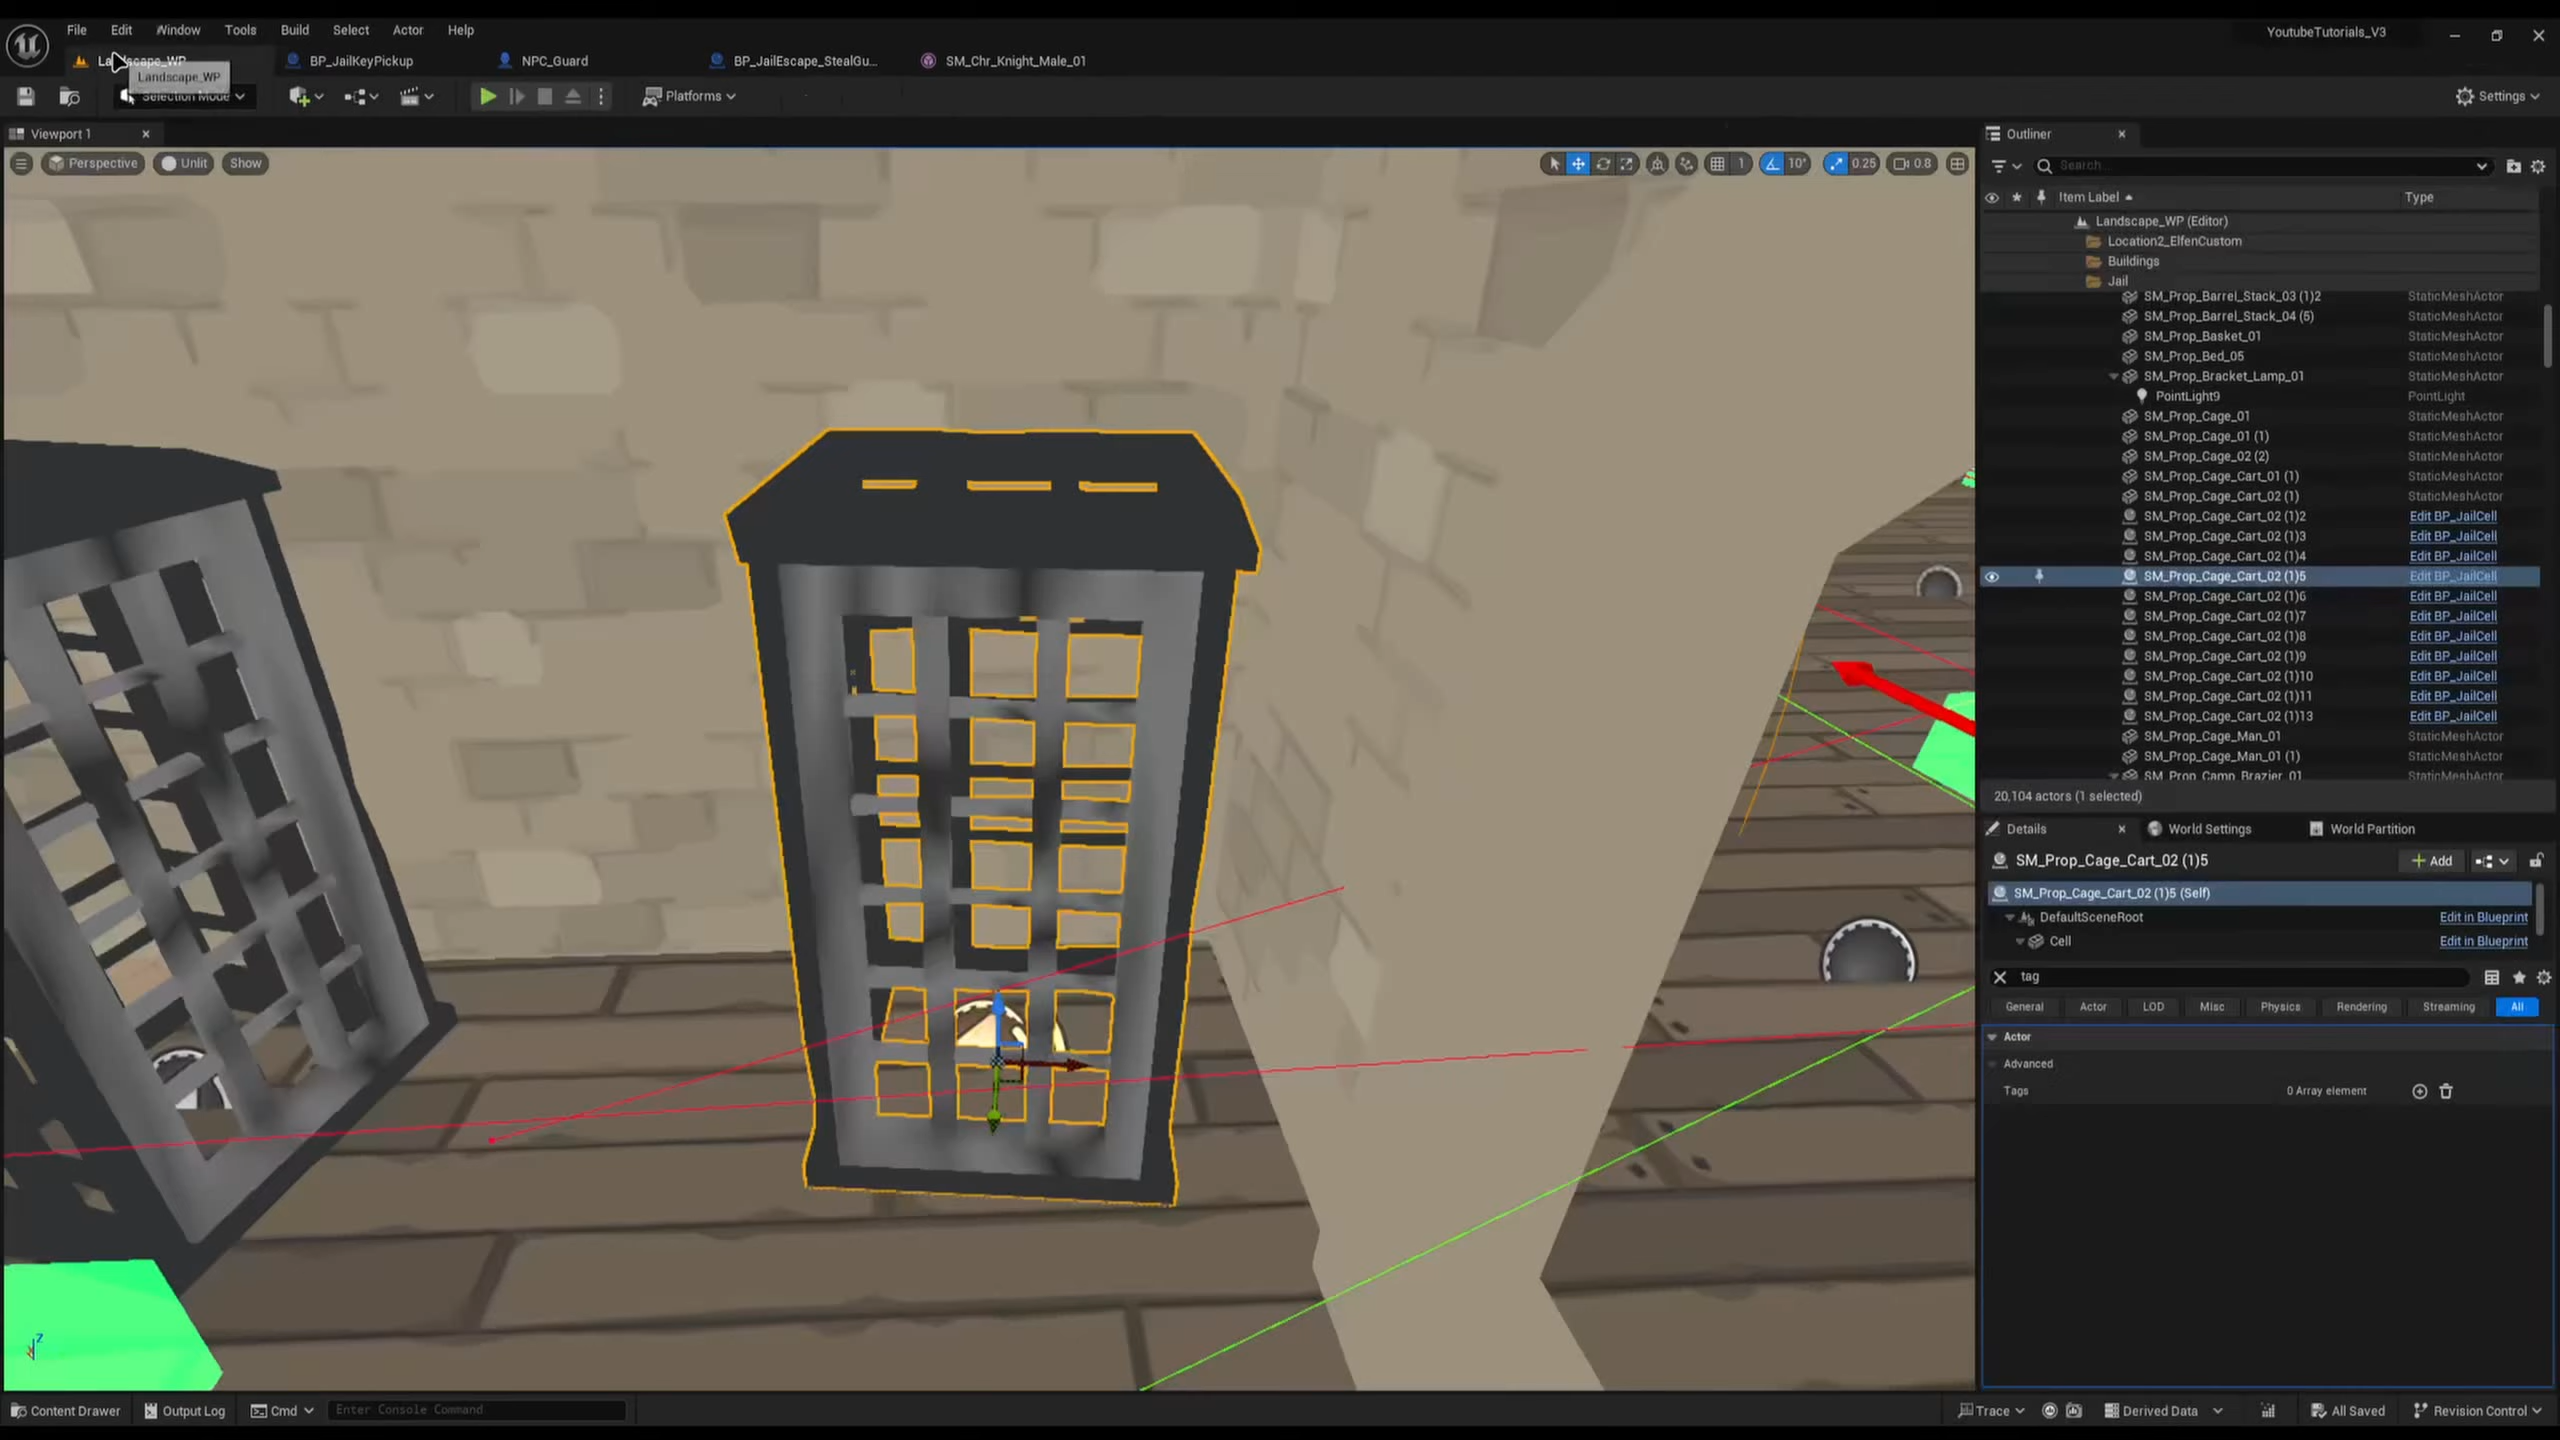 File Edit Window Tools Build Select Actor Help
YoutubeTutorials_V3
BP_JailKeyPickup NPC_Guard BP_JailEscape_StealGu... SM_Chr_Knight_Male_01
Landscape_WP
Platforms
Settings
Viewport 1
Perspective Unlit Show
1 10° 0.25 0.8
Outliner
Search...
Item Label Type
Landscape_WP (Editor)
Location2_ElfenCustom
Buildings
Jail
SM_Prop_Barrel_Stack_03 (1)2 StaticMeshActor
SM_Prop_Barrel_Stack_04 (5) StaticMeshActor
SM_Prop_Basket_01 StaticMeshActor
SM_Prop_Bed_05 StaticMeshActor
SM_Prop_Bracket_Lamp_01 StaticMeshActor
PointLight9 PointLight
SM_Prop_Cage_01 StaticMeshActor
SM_Prop_Cage_01 (1) StaticMeshActor
SM_Prop_Cage_02 (2) StaticMeshActor
SM_Prop_Cage_Cart_01 (1) StaticMeshActor
SM_Prop_Cage_Cart_02 (1) StaticMeshActor
SM_Prop_Cage_Cart_02 (1)2 Edit BP_JailCell
SM_Prop_Cage_Cart_02 (1)3 Edit BP_JailCell
SM_Prop_Cage_Cart_02 (1)4 Edit BP_JailCell
SM_Prop_Cage_Cart_02 (1)5 Edit BP_JailCell
SM_Prop_Cage_Cart_02 (1)6 Edit BP_JailCell
SM_Prop_Cage_Cart_02 (1)7 Edit BP_JailCell
SM_Prop_Cage_Cart_02 (1)8 Edit BP_JailCell
SM_Prop_Cage_Cart_02 (1)9 Edit BP_JailCell
SM_Prop_Cage_Cart_02 (1)10 Edit BP_JailCell
SM_Prop_Cage_Cart_02 (1)11 Edit BP_JailCell
SM_Prop_Cage_Cart_02 (1)13 Edit BP_JailCell
SM_Prop_Cage_Man_01 StaticMeshActor
SM_Prop_Cage_Man_01 (1) StaticMeshActor
SM_Prop_Camp_Brazier_01 StaticMeshActor
20,104 actors (1 selected)
Details World Settings World Partition
SM_Prop_Cage_Cart_02 (1)5 Add
SM_Prop_Cage_Cart_02 (1)5 (Self)
DefaultSceneRoot Edit in Blueprint
Cell Edit in Blueprint
tag
General Actor LOD Misc Physics Rendering Streaming All
Actor
Advanced
Tags 0 Array element
Z
Content Drawer Output Log Cmd Enter Console Command Trace Derived Data All Saved Revision Control